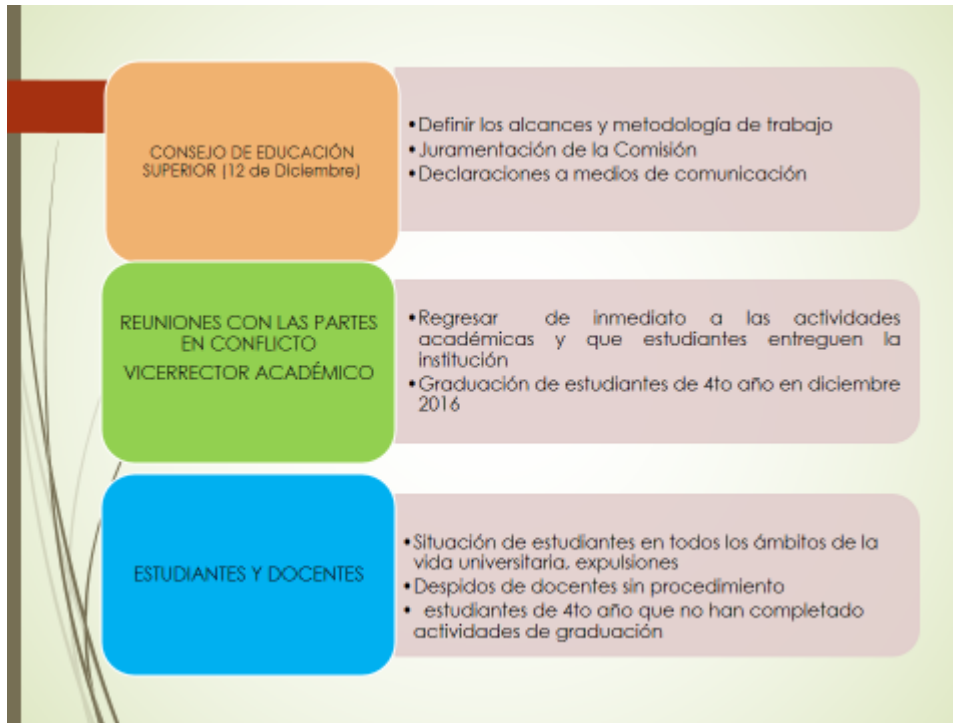 CONSEJO DE EDUCACIÓN
SUPERIOR (12 de Diciembre)
•Definir los alcances y metodología de trabajo
•Juramentación de la Comisión
•Declaraciones a medios de comunicación
REUNIONES CON LAS PARTES
EN CONFLICTO
VICERRECTOR ACADÉMICO
•Regresar de inmediato a las actividades
académicas y que estudiantes entreguen la
institución
•Graduación de estudiantes de 4to año en diciembre
2016
ESTUDIANTES Y DOCENTES
•Situación de estudiantes en todos los ámbitos de la
vida universitaria, expulsiones
•Despidos de docentes sin procedimiento
• estudiantes de 4to año que no han completado
actividades de graduación